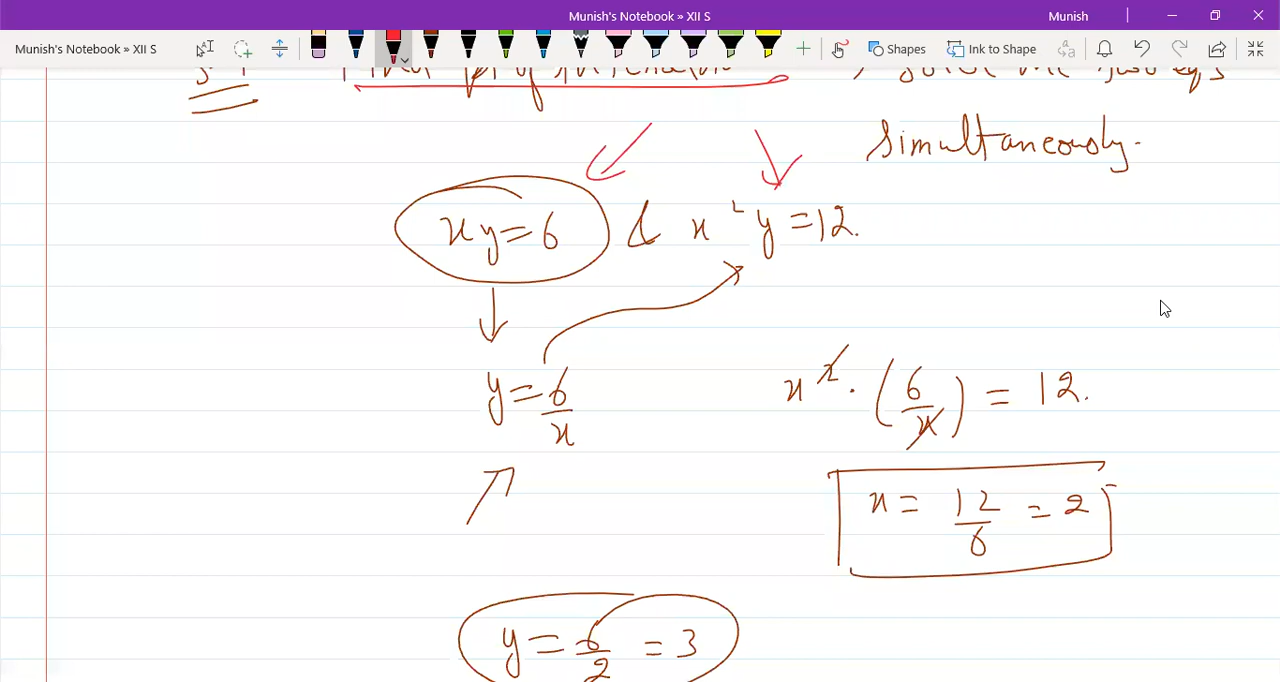 Munish's Notebook » XII S
Munish
Munish's Notebook » XII S
Shapes
Ink to Shape
simultaneously.
xy=6 & x²y=12.
y=6/x
x²·(6/x)=12.
x=12/6=2
y=6/2=3